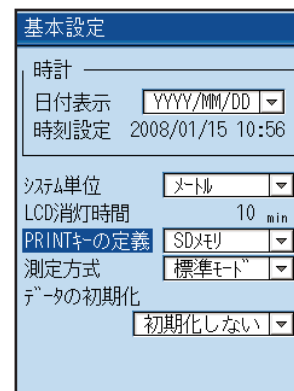 基本設定
時計
日付表示 YYYY/MM/DD
時刻設定 2008/01/15 10:56
ｼｽﾃﾑ単位 ﾒｰﾄﾙ
LCD消灯時間 10 min
PRINTｷｰの定義 SDﾒﾓﾘ
測定方式 標準ﾓｰﾄﾞ
ﾃﾞｰﾀの初期化
初期化しない